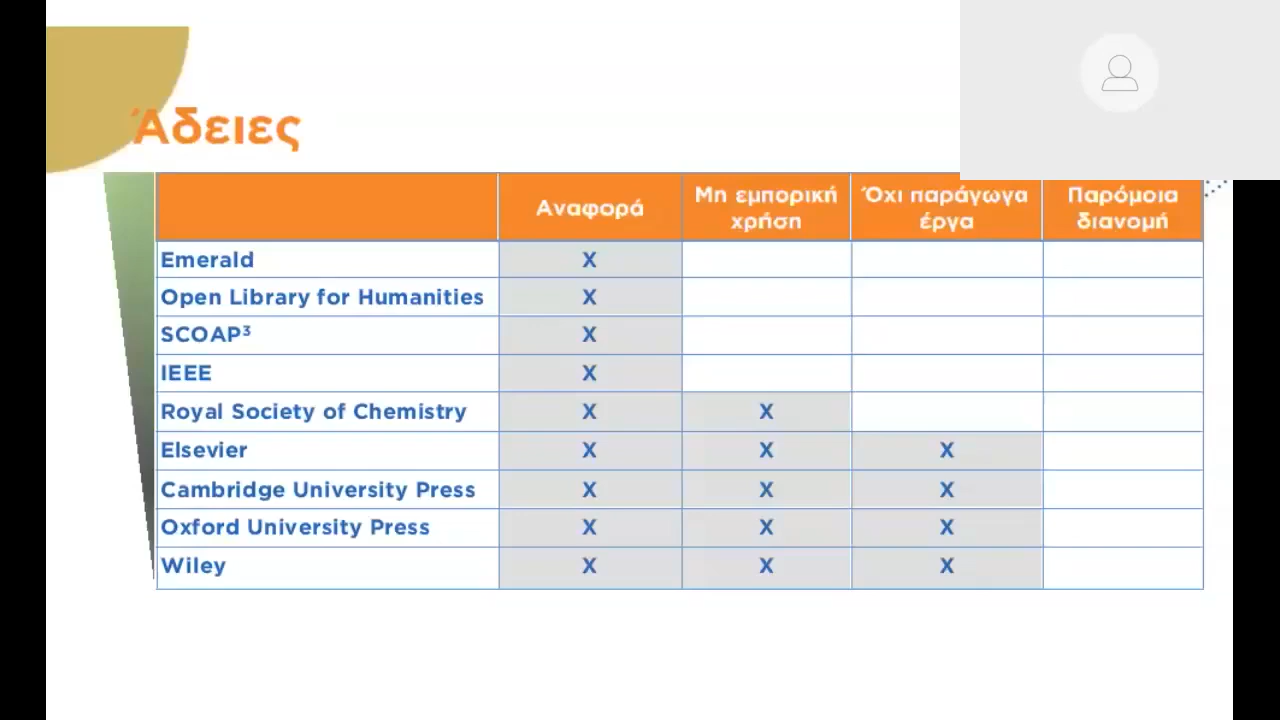 Άδειες
Αναφορά Μη εμπορική χρήση Όχι παράγωγα έργα Παρόμοια διανομή
Emerald X
Open Library for Humanities X
SCOAP³ X
IEEE X
Royal Society of Chemistry X X
Elsevier X X X
Cambridge University Press X X X
Oxford University Press X X X
Wiley X X X